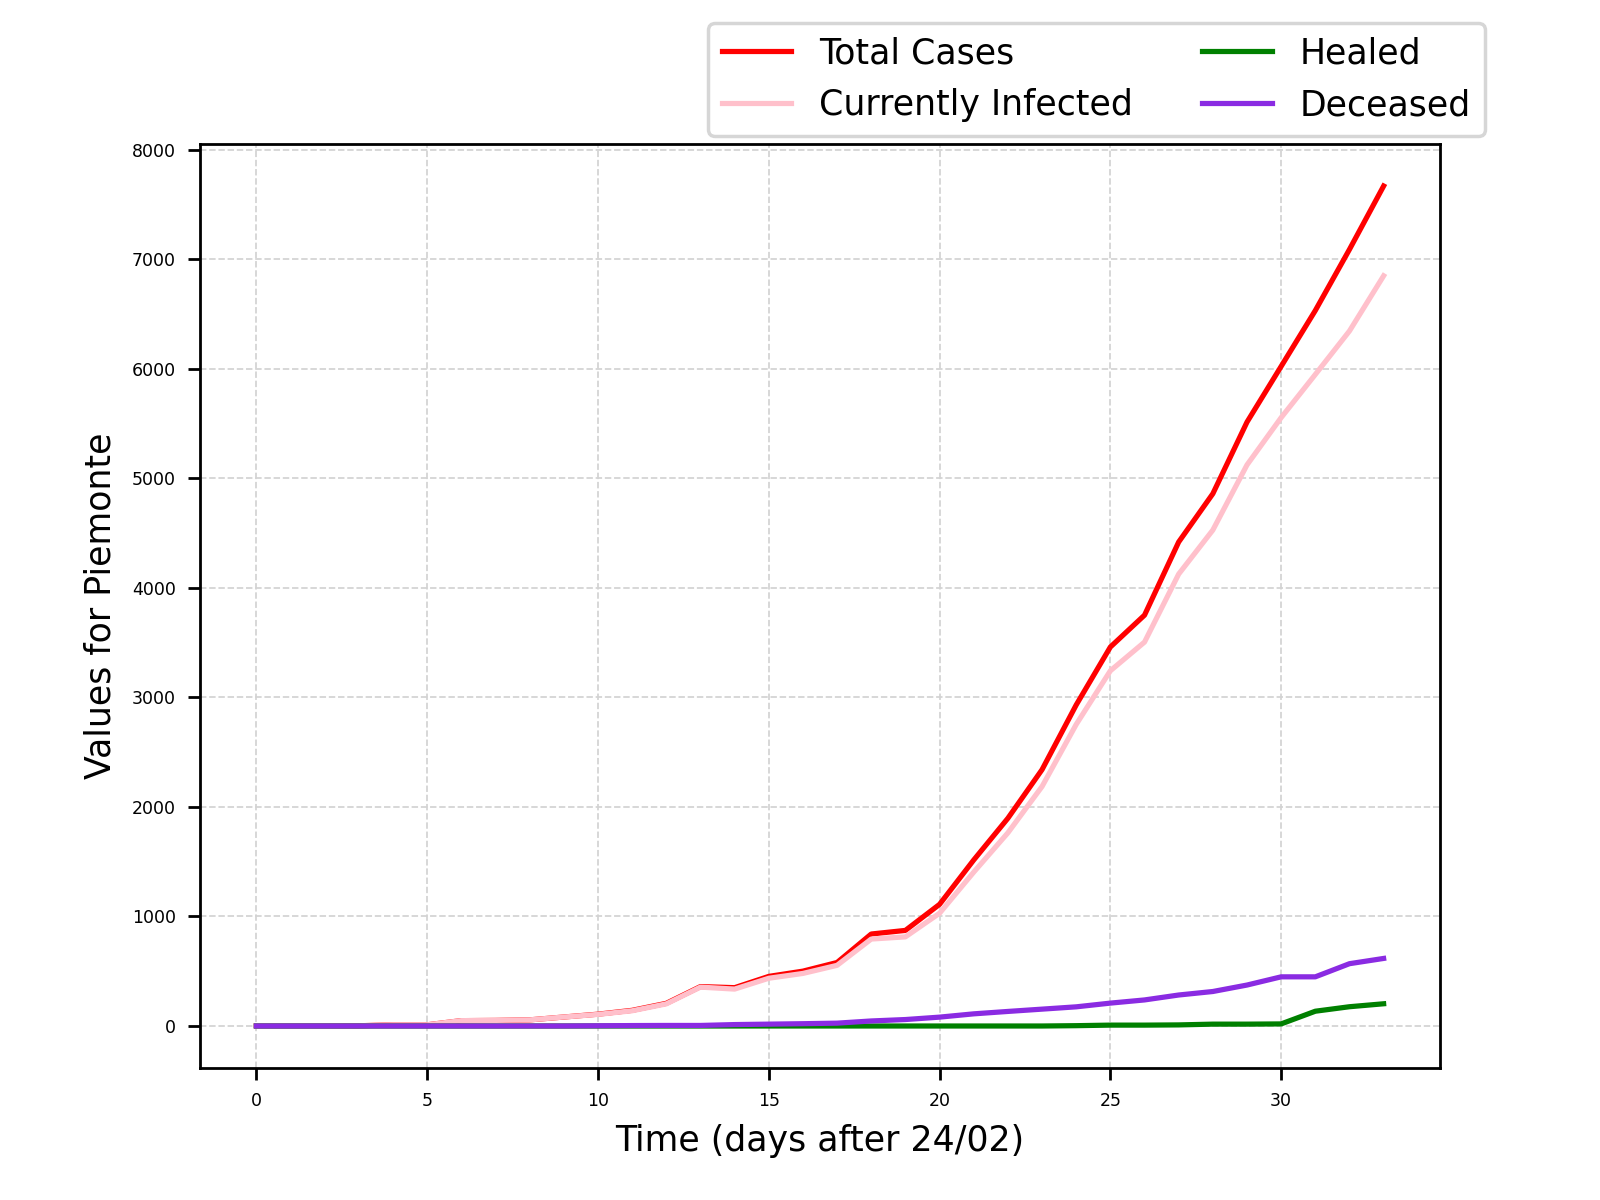 Total Cases
Currently Infected
Healed
Deceased
8000
7000
6000
5000
4000
3000
2000
1000
0
Values for Piemonte
0 5 10 15 20 25 30
Time (days after 24/02)